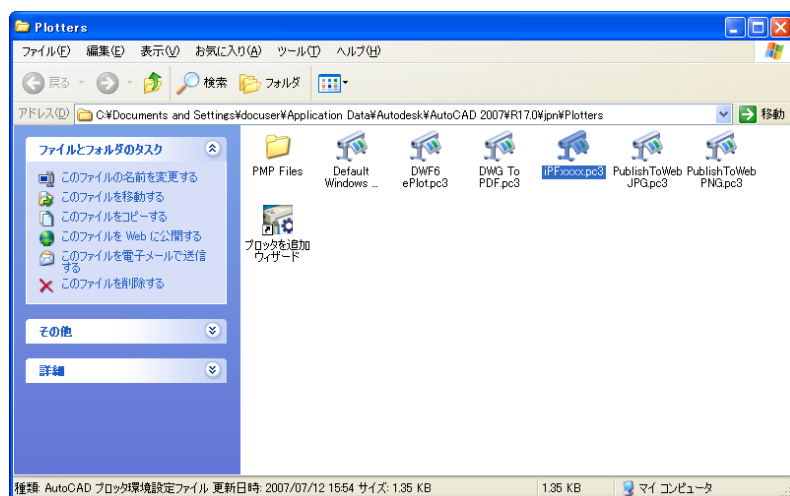 Plotters
ファイル(F) 編集(E) 表示(V) お気に入り(A) ツール(T) ヘルプ(H)
戻る 検索 フォルダ
アドレス(D) C:¥Documents and Settings¥docuser¥Application Data¥Autodesk¥AutoCAD 2007¥R17.0¥jpn¥Plotters 移動
ファイルとフォルダのタスク
このファイルの名前を変更する
このファイルを移動する
このファイルをコピーする
このファイルを Web に公開する
このファイルを電子メールで送信
する
このファイルを削除する
その他
詳細
PMP Files
Default
Windows ...
DWF6
ePlot.pc3
DWG To
PDF.pc3
iPFxxxx.pc3
PublishToWeb
JPG.pc3
PublishToWeb
PNG.pc3
プロッタを追加
ウィザード
種類: AutoCAD プロッタ環境設定ファイル 更新日時: 2007/07/12 15:54 サイズ: 1.35 KB 1.35 KB マイ コンピュータ